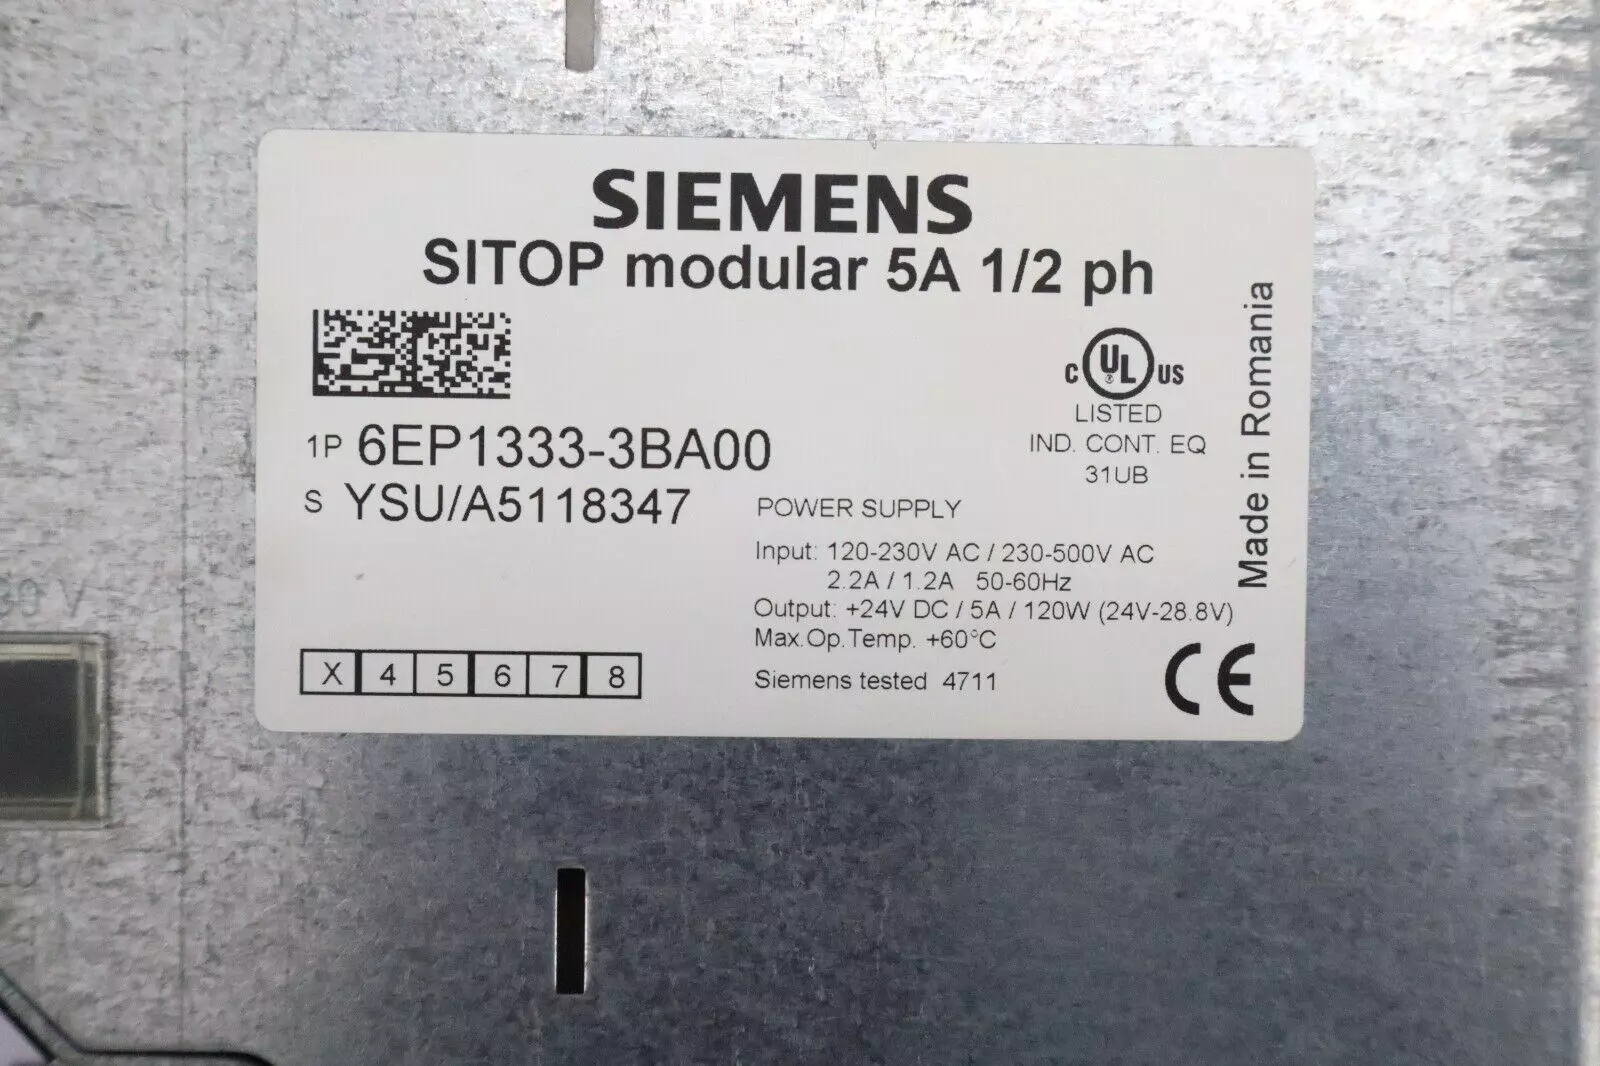 SIEMENS
SITOP modular 5A 1/2 ph
1P 6EP1333-3BA00
S YSU/A5118347
X 4 5 6 7 8
C UL ® US
LISTED
IND. CONT. EQ
31UB
POWER SUPPLY
Input: 120-230V AC / 230-500V AC
2.2A / 1.2A 50-60Hz
Output: +24V DC / 5A / 120W (24V-28.8V)
Max.Op.Temp. +60°C
Siemens tested 4711
CE
Made in Romania
V